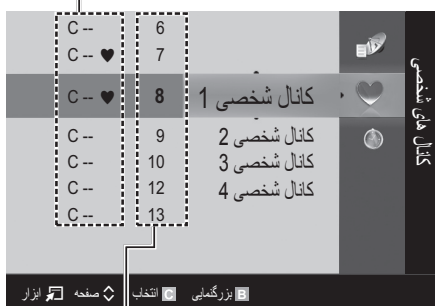 کانال های شخصی
6 C --
7 C -- ♥
کانال شخصی 1 8 C -- ♥
کانال شخصی 2 9 C --
کانال شخصی 3 10 C --
کانال شخصی 4 12 C --
13 C --
B بزرگنمایی C انتخاب صفحه ابزار